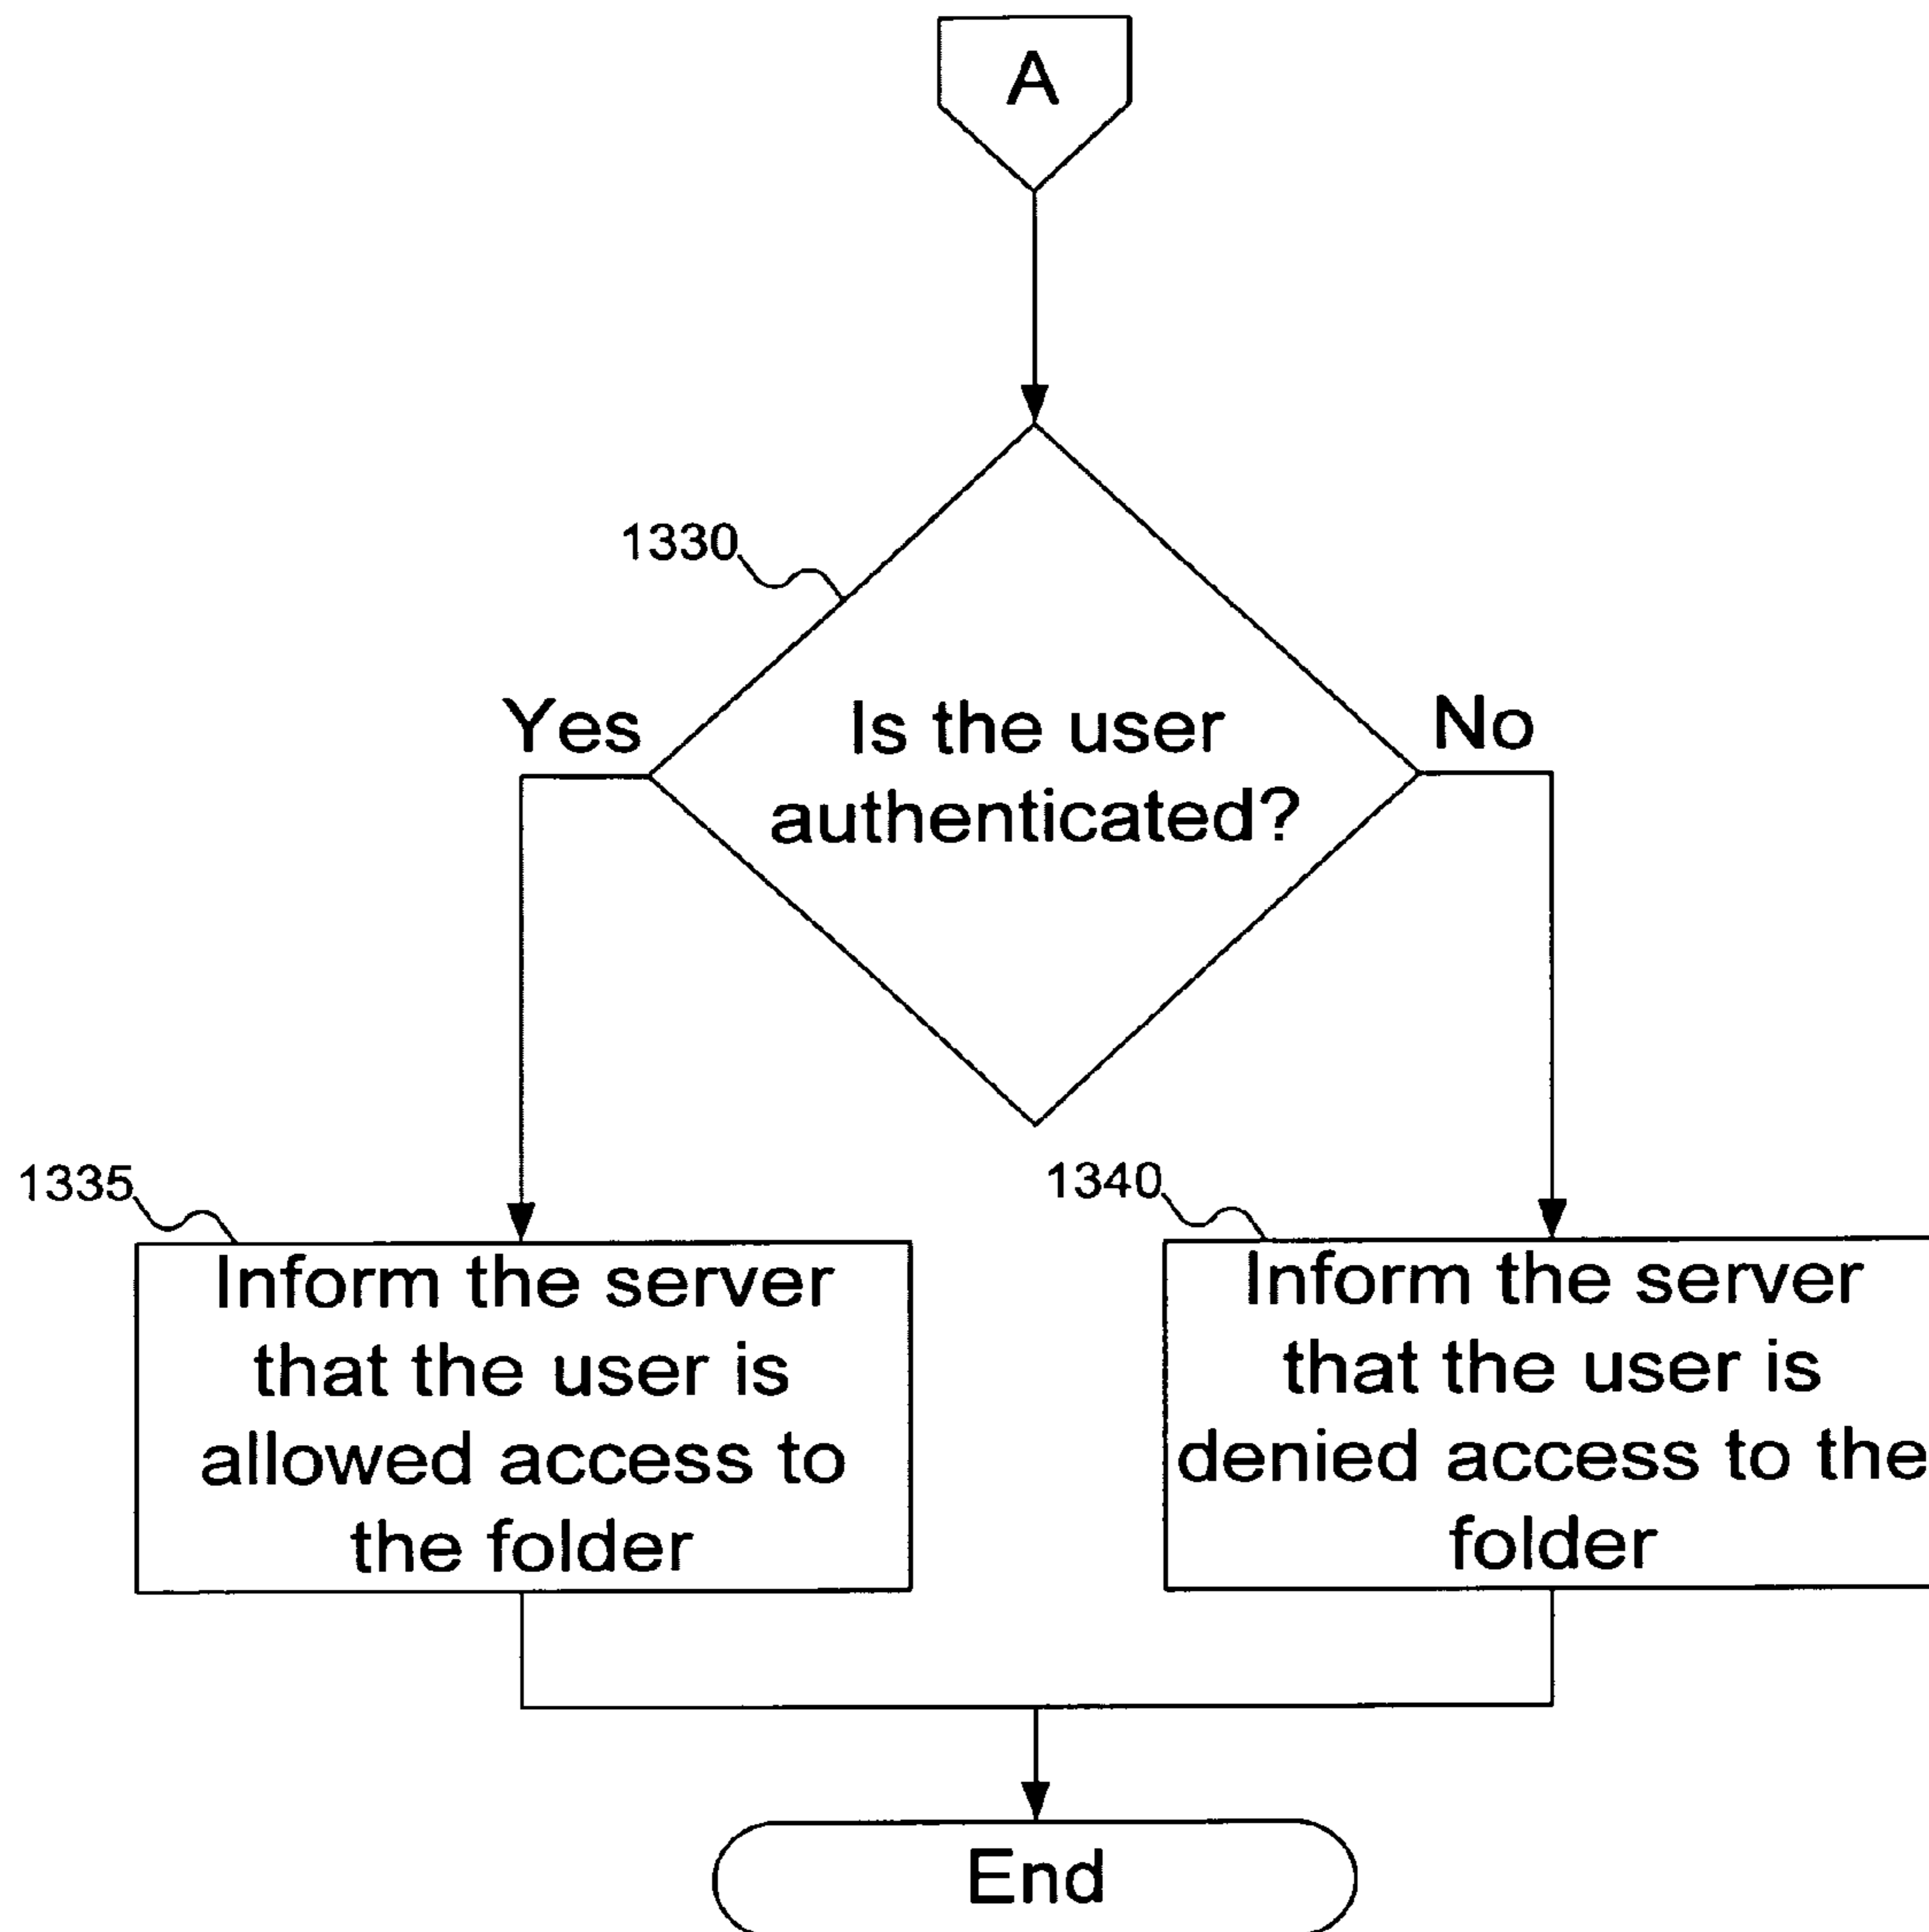 A
1330
Yes
Is the user
authenticated?
No
1335
Inform the server
that the user is
allowed access to
the folder
1340
Inform the server
that the user is
denied access to the
folder
End